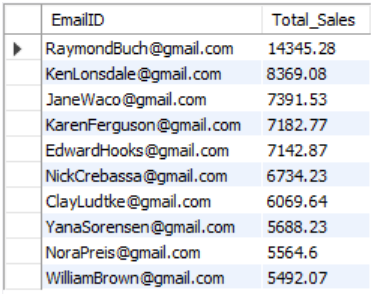 EmailID Total_Sales
RaymondBuch@gmail.com 14345.28
KenLonsdale@gmail.com 8369.08
JaneWaco@gmail.com 7391.53
KarenFerguson@gmail.com 7182.77
EdwardHooks@gmail.com 7142.87
NickCrebassa@gmail.com 6734.23
ClayLudtke@gmail.com 6069.64
YanaSorensen@gmail.com 5688.23
NoraPreis@gmail.com 5564.6
WilliamBrown@gmail.com 5492.07